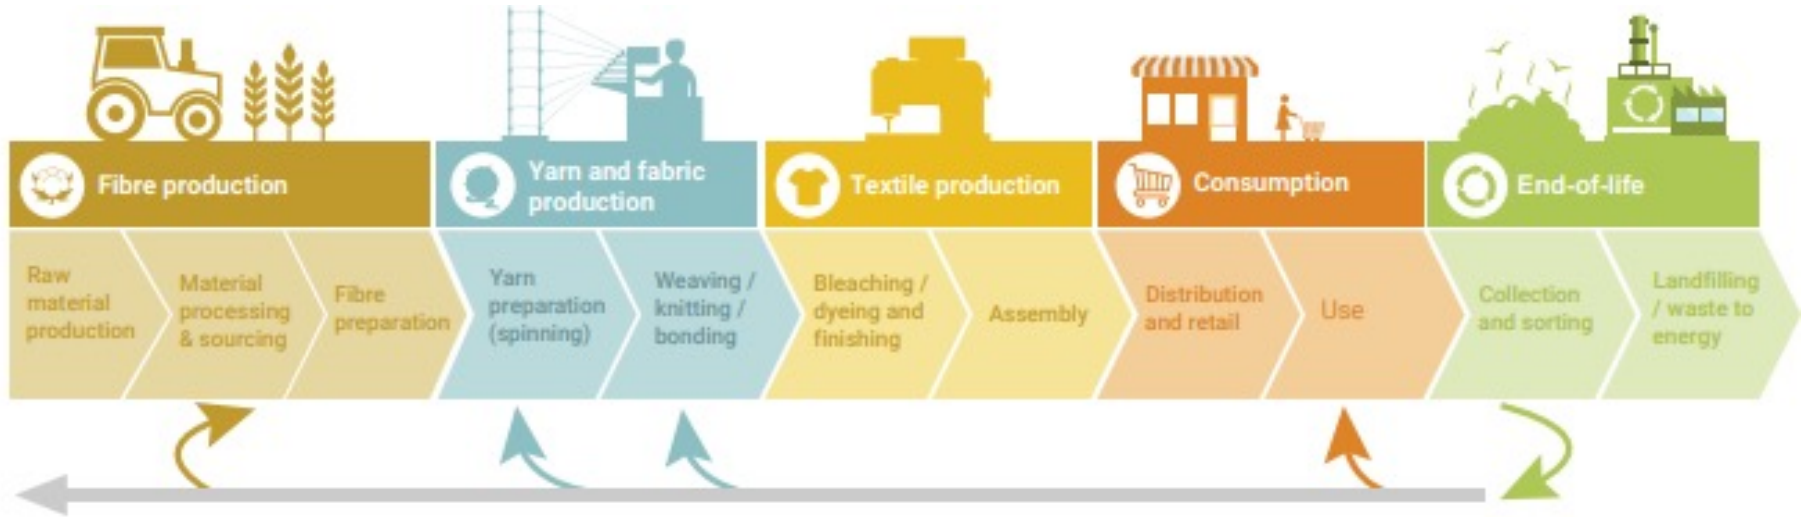 Fibre production
Yarn and fabric
production
Textile production
Consumption
End-of-life
Raw
material
production
Material
processing
& sourcing
Fibre
preparation
Yarn
preparation
(spinning)
Weaving /
knitting /
bonding
Bleaching /
dyeing and
finishing
Assembly
Distribution
and retail
Use
Collection
and sorting
Landfilling
/ waste to
energy